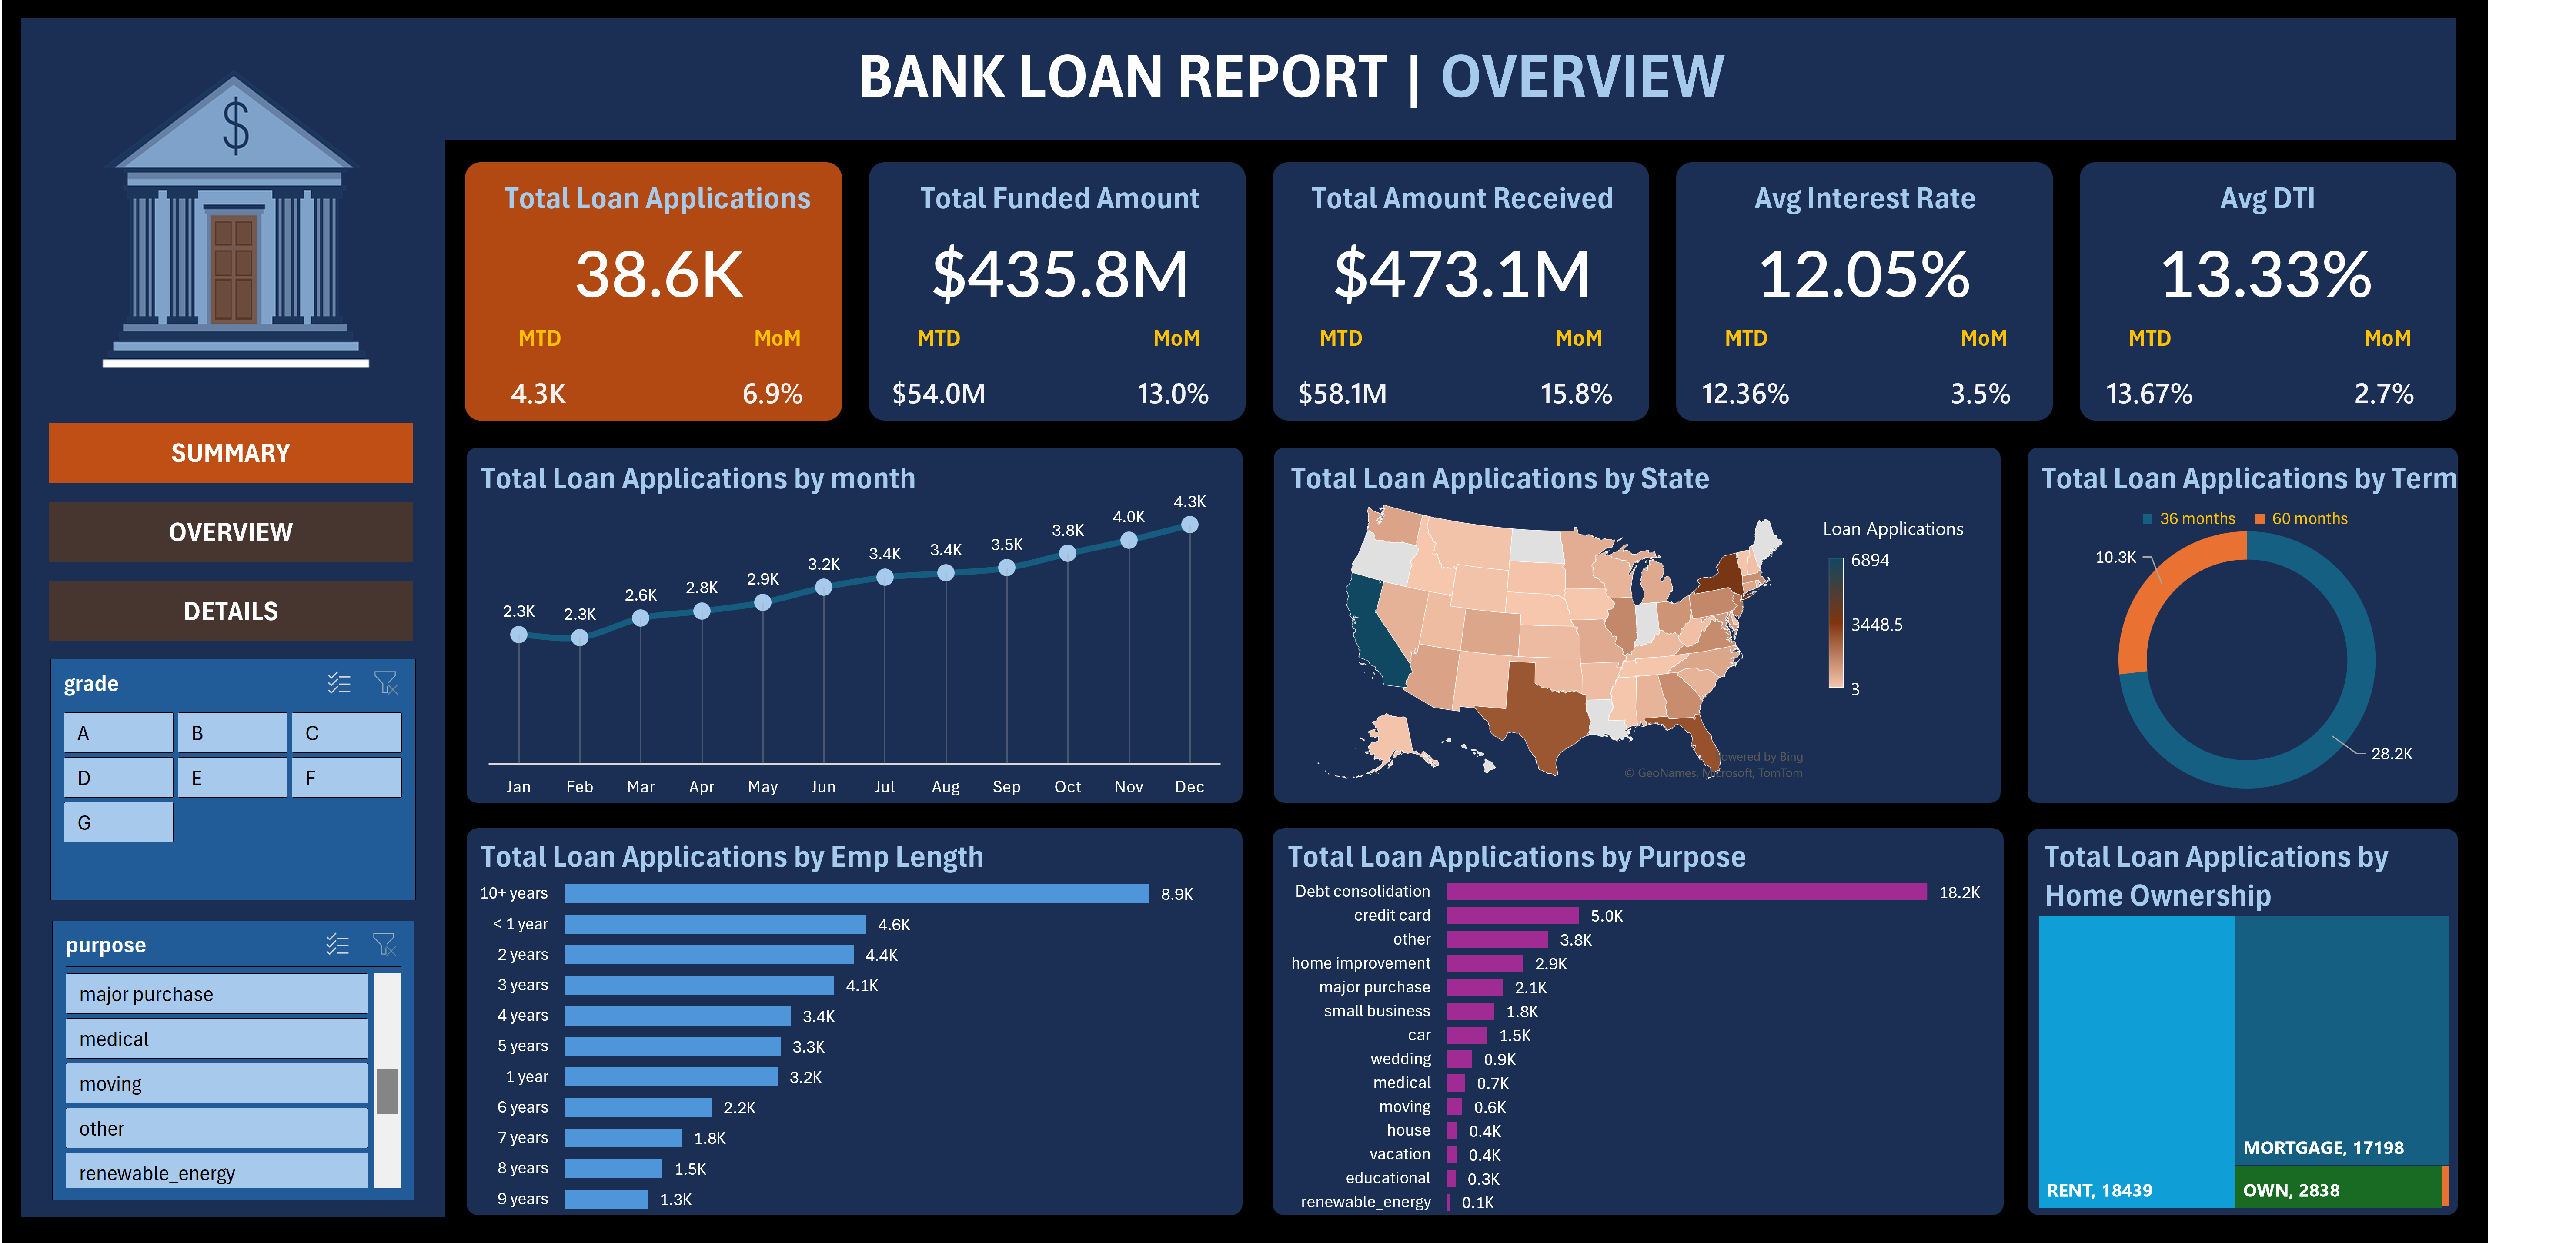 BANK LOAN REPORT | OVERVIEW
$
SUMMARY
OVERVIEW
DETAILS
grade
A B C
D E F
G
purpose
major purchase
medical
moving
other
renewable_energy
Total Loan Applications
38.6K
MTD MoM
4.3K 6.9%
Total Funded Amount
$435.8M
MTD MoM
$54.0M 13.0%
Total Amount Received
$473.1M
MTD MoM
$58.1M 15.8%
Avg Interest Rate
12.05%
MTD MoM
12.36% 3.5%
Avg DTI
13.33%
MTD MoM
13.67% 2.7%
Total Loan Applications by month
2.3K 2.3K 2.6K 2.8K 2.9K 3.2K 3.4K 3.4K 3.5K 3.8K 4.0K 4.3K
Jan Feb Mar Apr May Jun Jul Aug Sep Oct Nov Dec
Total Loan Applications by State
Loan Applications
6894
3448.5
3
Powered by Bing
© GeoNames, Microsoft, TomTom
Total Loan Applications by Term
36 months 60 months
10.3K
28.2K
Total Loan Applications by Emp Length
10+ years 8.9K
< 1 year 4.6K
2 years 4.4K
3 years 4.1K
4 years 3.4K
5 years 3.3K
1 year 3.2K
6 years 2.2K
7 years 1.8K
8 years 1.5K
9 years 1.3K
Total Loan Applications by Purpose
Debt consolidation 18.2K
credit card 5.0K
other 3.8K
home improvement 2.9K
major purchase 2.1K
small business 1.8K
car 1.5K
wedding 0.9K
medical 0.7K
moving 0.6K
house 0.4K
vacation 0.4K
educational 0.3K
renewable_energy 0.1K
Total Loan Applications by
Home Ownership
MORTGAGE, 17198
RENT, 18439
OWN, 2838